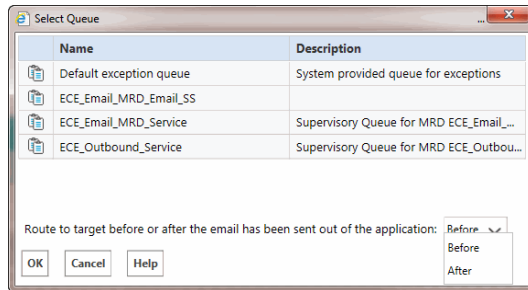 Select Queue
Name Description
Default exception queue System provided queue for exceptions
ECE_Email_MRD_Email_SS
ECE_Email_MRD_Service Supervisory Queue for MRD ECE_Email_...
ECE_Outbound_Service Supervisory Queue for MRD ECE_Outbou...
Route to target before or after the email has been sent out of the application: Before
Before
After
OK Cancel Help